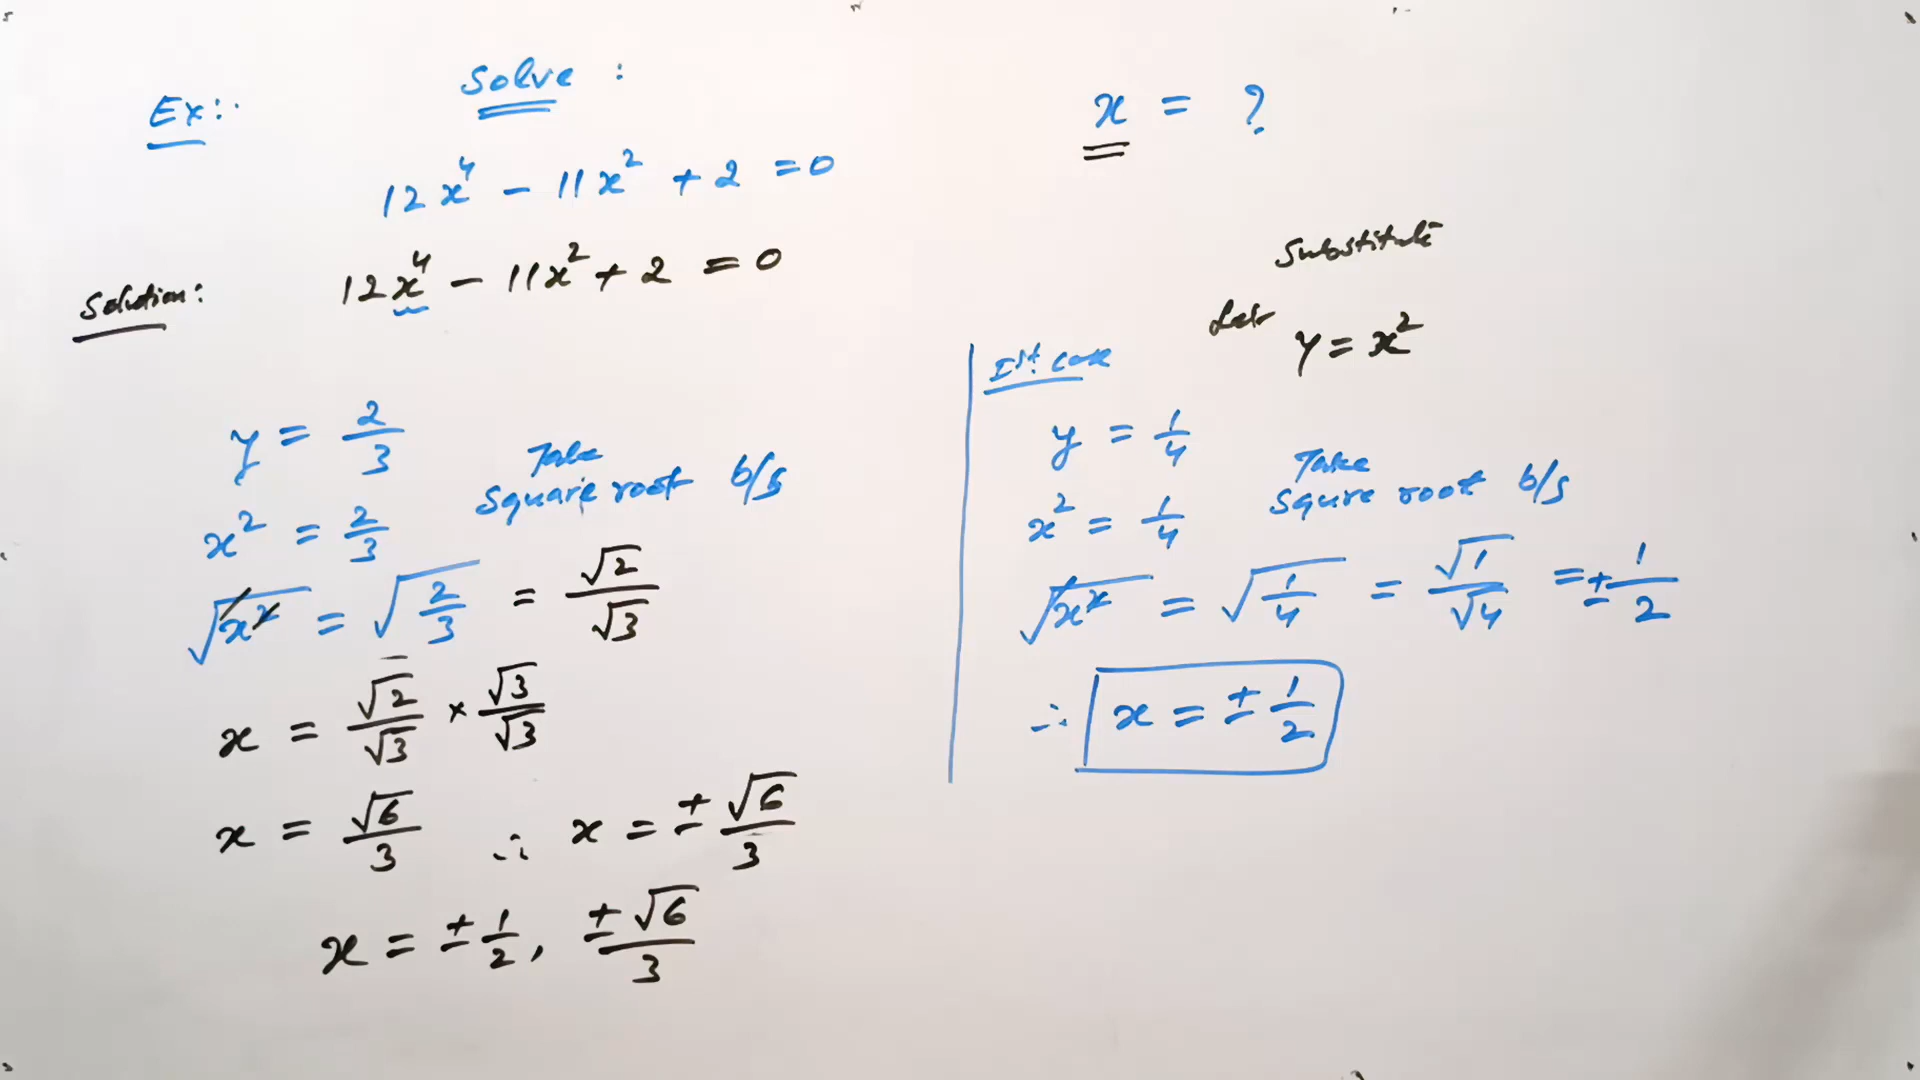 Ex:.
Solve :
12x⁴ - 11x² + 2 = 0
x = ?
Solution: 12x⁴ - 11x² + 2 = 0
Substitute
Let y = x²
y = 2/3
x² = 2/3
Take
Square root b/s
√x² = √(2/3) = √2/√3
x = √2/√3 × √3/√3
x = √6/3 ∴ x = ± √6/3
x = ± 1/2, ± √6/3
Ist case
y = 1/4
x² = 1/4
Take
Squre root b/s
√x² = √(1/4) = √1/√4 = ± 1/2
∴ x = ± 1/2